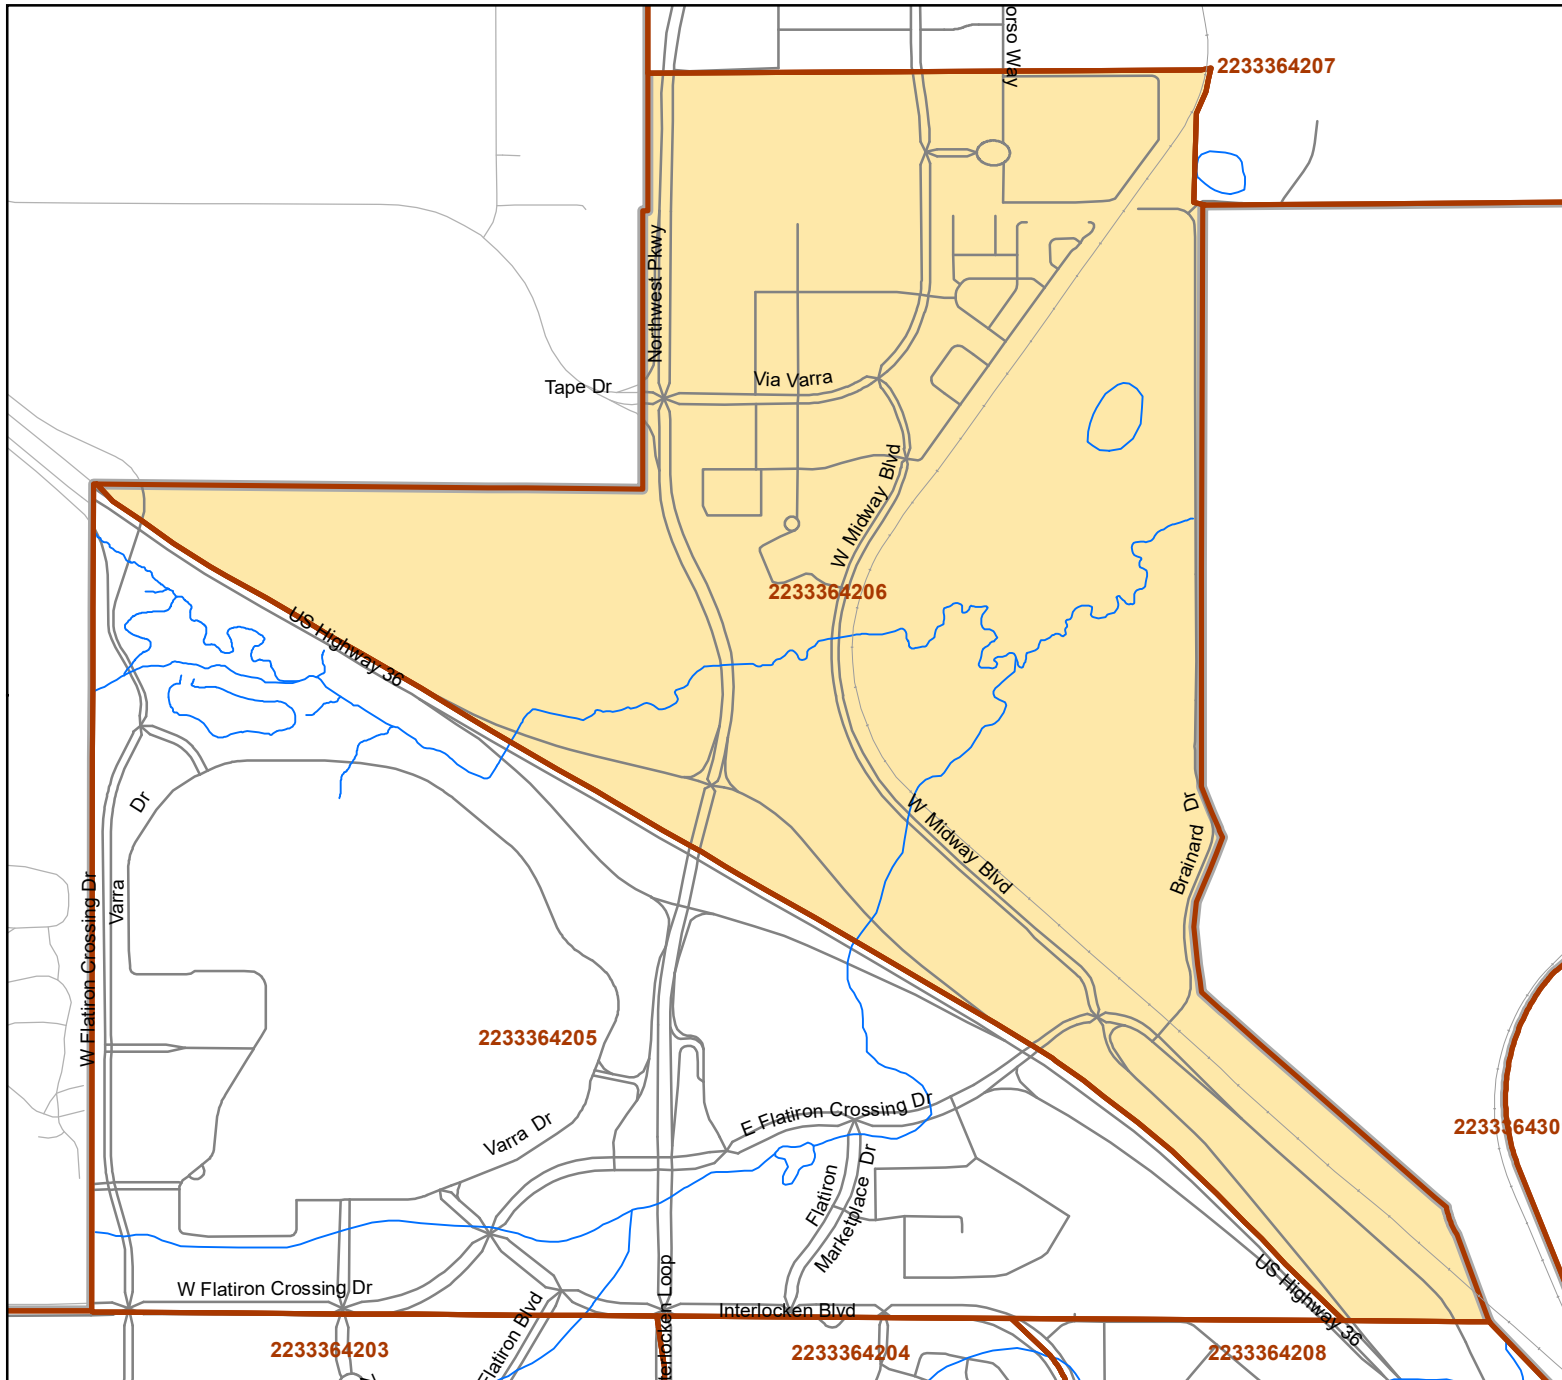 orso Way
2233364207
Northwest Pkwy
Tape Dr
Via Varra
W Midway Blvd
2233364206
US Highway 36
W Midway Blvd
Dr
Brainard Dr
W Flatiron Crossing Dr
Varra
2233364205
E Flatiron Crossing Dr
Varra Dr
223336430
Flatiron
Marketplace Dr
W Flatiron Crossing Dr
US Highway 36
Interlocken Blvd
terlocken Loop
Flatiron Blvd
2233364203
2233364204
2233364208